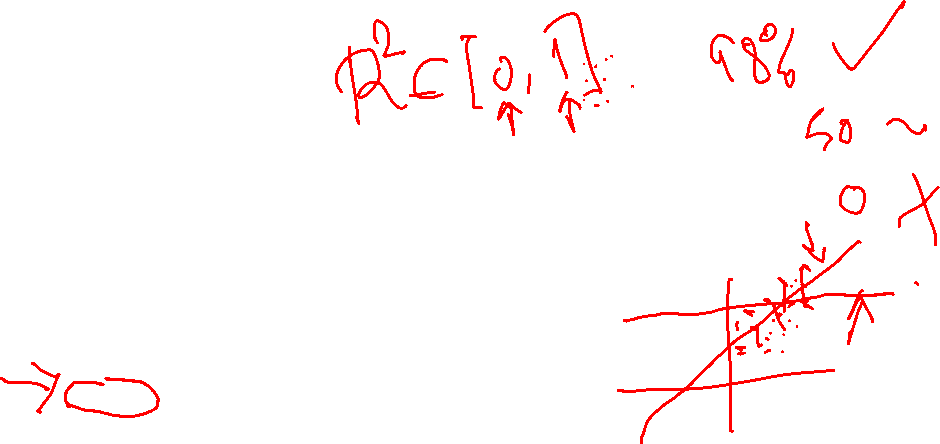 R² ∈ [0, 1]
98% ✓
50 ~
0 X